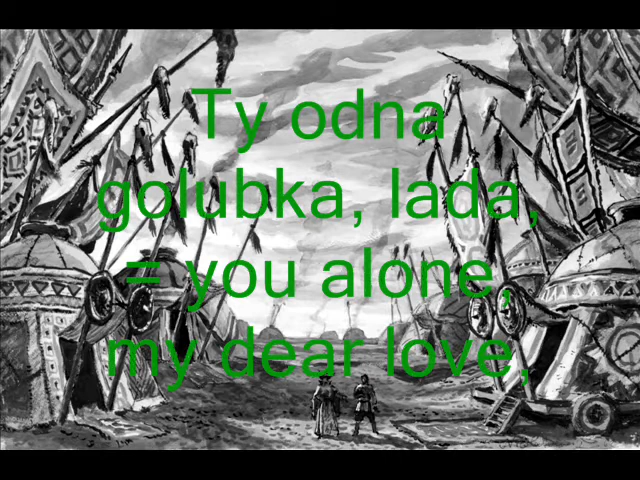 Ty odna
golubka, lada,
= you alone,
my dear love,